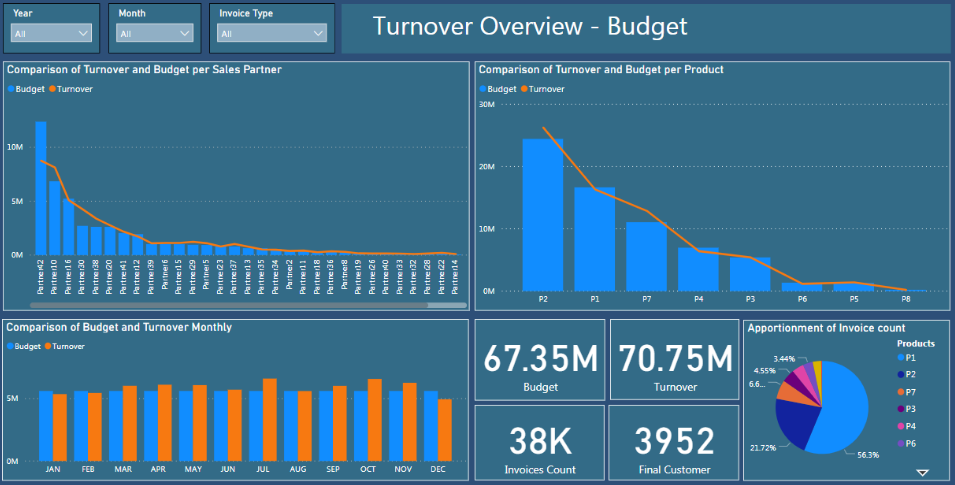 Year
Month
Invoice Type
All
All
All
Turnover Overview - Budget
Comparison of Turnover and Budget per Sales Partner
Budget Turnover
10M
5M
0M
Partner42
Partner10
Partner16
Partner30
Partner38
Partner20
Partner41
Partner12
Partner39
Partner6
Partner15
Partner29
Partner5
Partner23
Partner37
Partner13
Partner35
Partner34
Partner2
Partner11
Partner18
Partner36
Partner8
Partner19
Partner26
Partner40
Partner33
Partner32
Partner28
Partner22
Partner14
Comparison of Turnover and Budget per Product
Budget Turnover
30M
20M
10M
0M
P2 P1 P7 P4 P3 P6 P5 P8
Comparison of Budget and Turnover Monthly
Budget Turnover
5M
0M
JAN FEB MAR APR MAY JUN JUL AUG SEP OCT NOV DEC
67.35M
Budget
70.75M
Turnover
38K
Invoices Count
3952
Final Customer
Apportionment of Invoice count
3.44%
4.55%
6.6...
21.72%
56.3%
Products
P1
P2
P7
P3
P4
P6